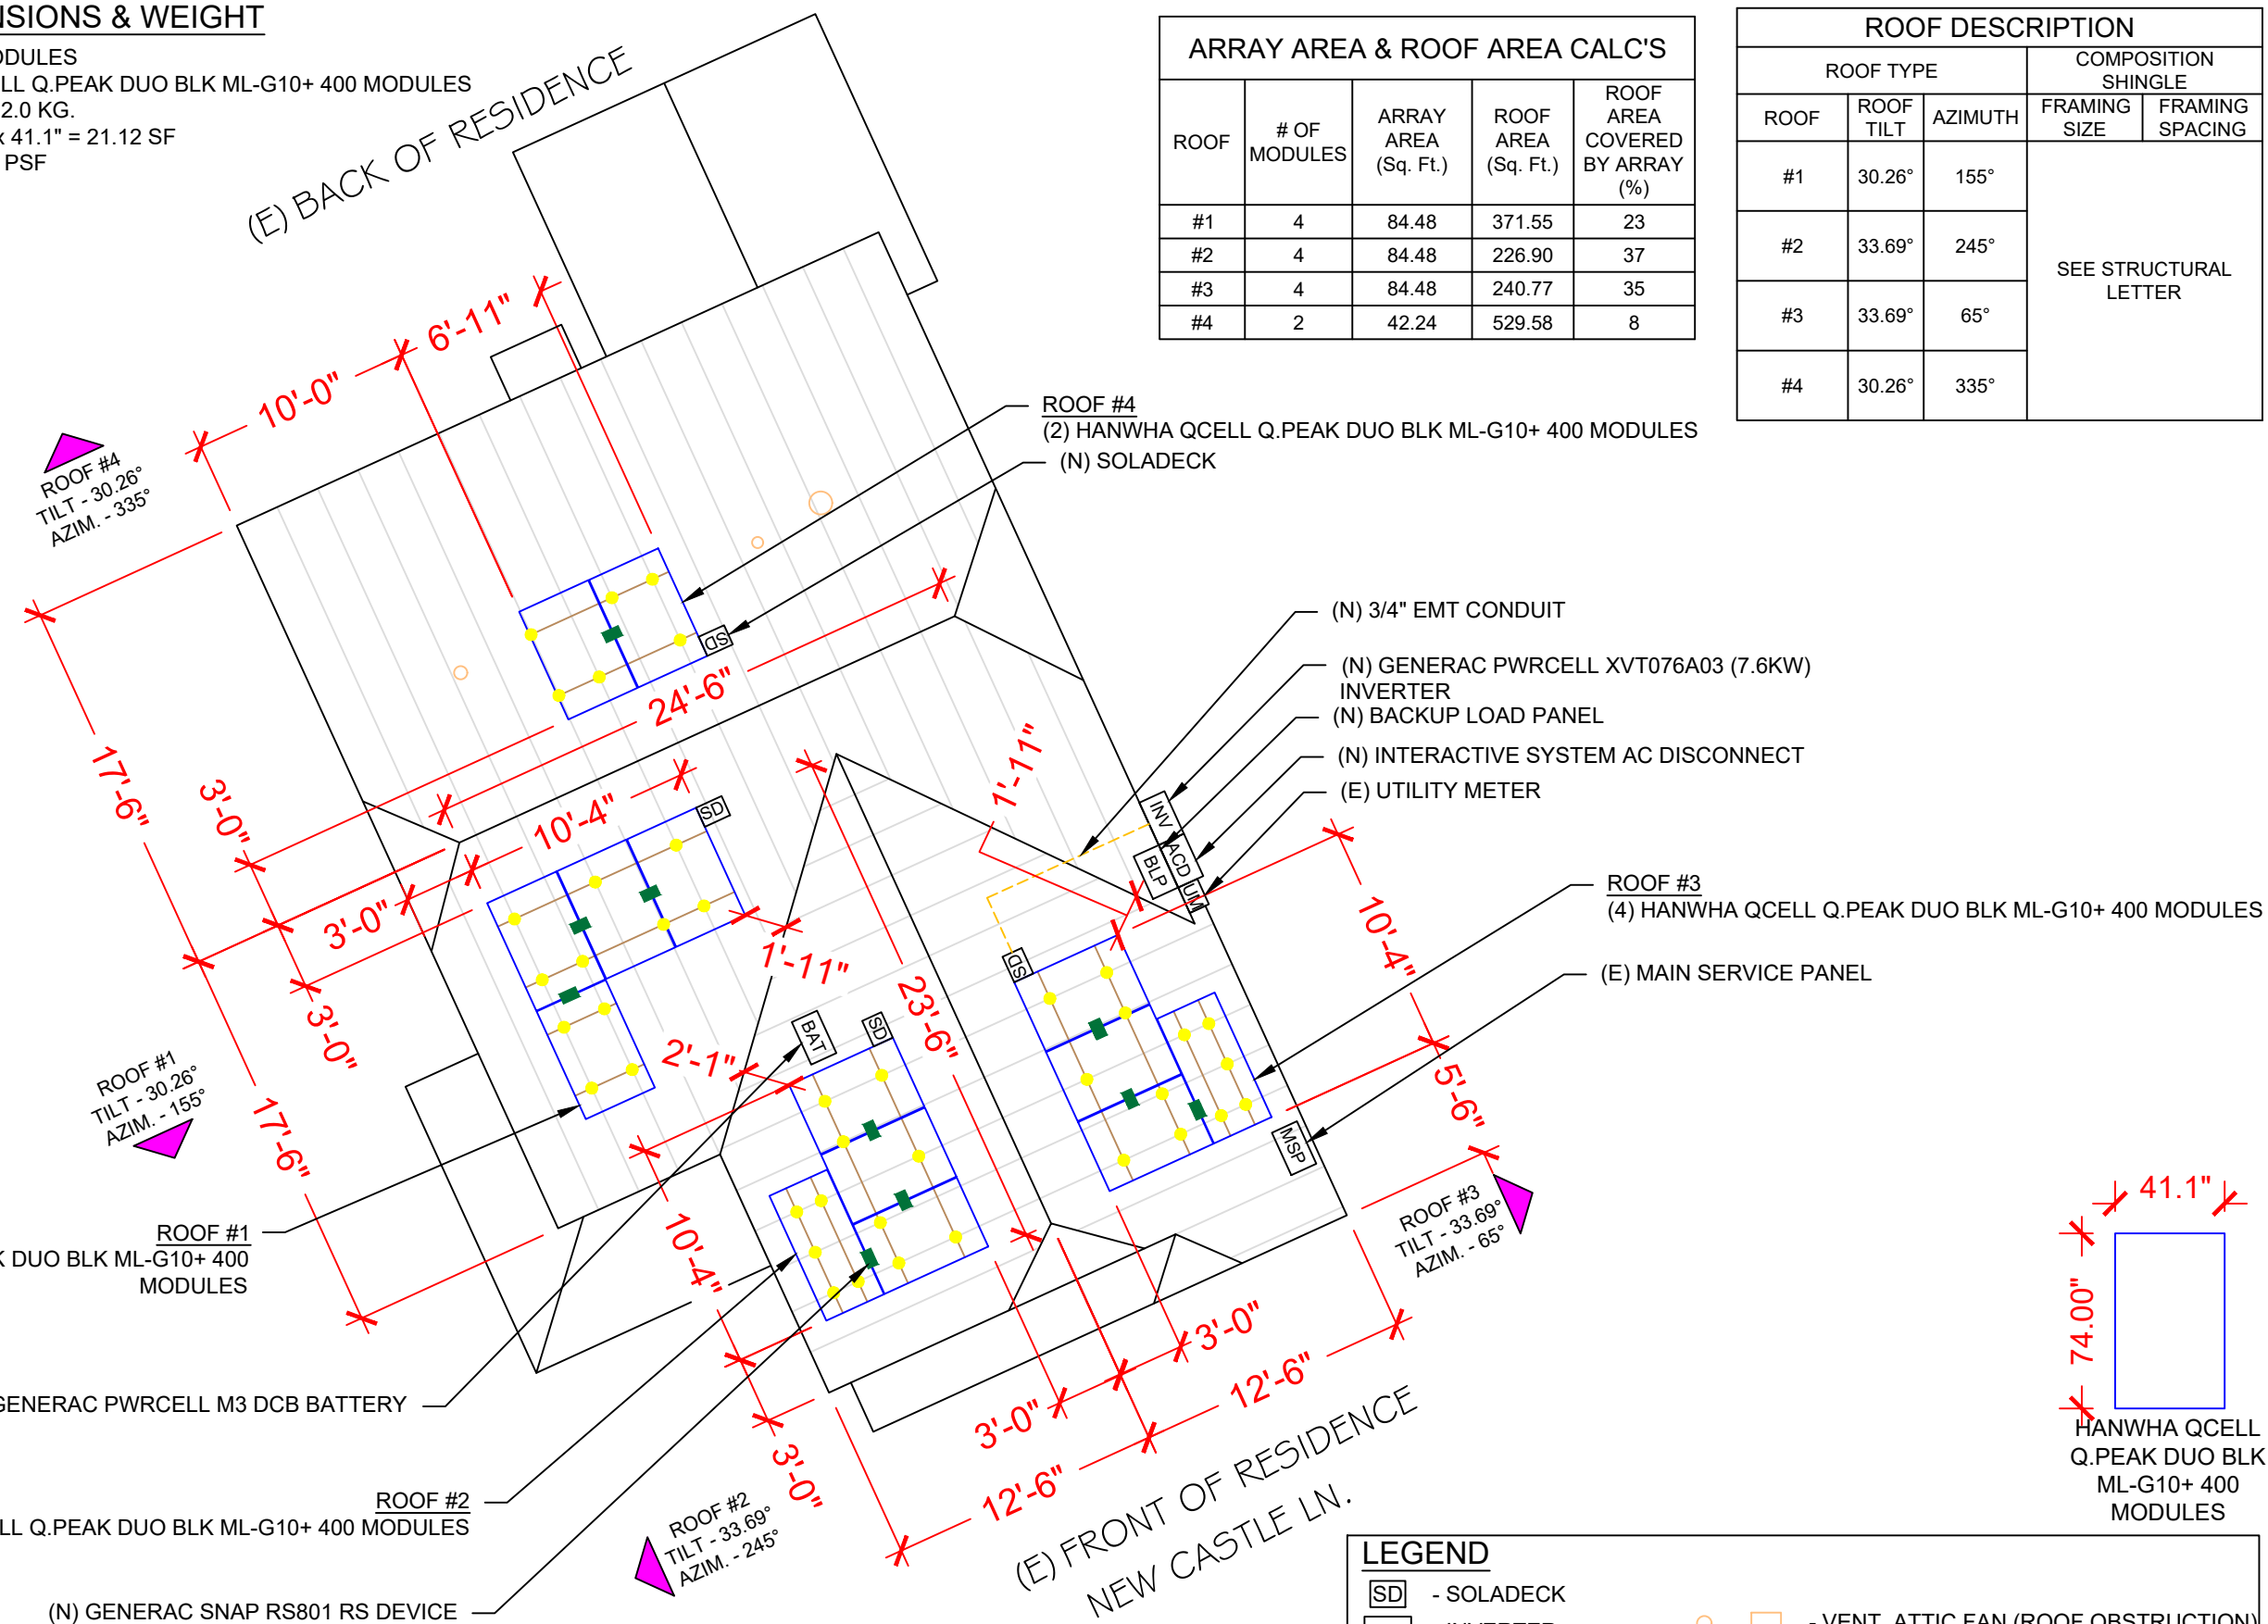 NSIONS & WEIGHT
ODULES
LL Q.PEAK DUO BLK ML-G10+ 400 MODULES
2.0 KG.
x 41.1" = 21.12 SF
PSF
(E) BACK OF RESIDENCE
ARRAY AREA & ROOF AREA CALC'S
ROOF
# OF
MODULES
ARRAY
AREA
(Sq. Ft.)
ROOF
AREA
(Sq. Ft.)
ROOF
AREA
COVERED
BY ARRAY
(%)
#1 4 84.48 371.55 23
#2 4 84.48 226.90 37
#3 4 84.48 240.77 35
#4 2 42.24 529.58 8
ROOF DESCRIPTION
ROOF TYPE
COMPOSITION
SHINGLE
ROOF
ROOF
TILT
AZIMUTH
FRAMING
SIZE
FRAMING
SPACING
#1 30.26° 155°
#2 33.69° 245°
#3 33.69° 65°
#4 30.26° 335°
SEE STRUCTURAL
LETTER
10'-0"
6'-11"
ROOF #4
TILT - 30.26°
AZIM. - 335°
ROOF #4
(2) HANWHA QCELL Q.PEAK DUO BLK ML-G10+ 400 MODULES
(N) SOLADECK
SD
24'-6"
17'-6"
3'-0"
10'-4"
SD
3'-0"
3'-0"
1'-11"
1'-11"
(N) 3/4" EMT CONDUIT
(N) GENERAC PWRCELL XVT076A03 (7.6KW)
INVERTER
(N) BACKUP LOAD PANEL
(N) INTERACTIVE SYSTEM AC DISCONNECT
(E) UTILITY METER
INV
ACD
BLP
UM
ROOF #3
(4) HANWHA QCELL Q.PEAK DUO BLK ML-G10+ 400 MODULES
(E) MAIN SERVICE PANEL
10'-4"
5'-6"
SD
MSP
23'-6"
2'-1"
BAT
SD
ROOF #1
TILT - 30.26°
AZIM. - 155°
17'-6"
10'-4"
ROOF #1
K DUO BLK ML-G10+ 400
MODULES
ROOF #3
TILT - 33.69°
AZIM. - 65°
3'-0"
12'-6"
3'-0"
12'-6"
3'-0"
GENERAC PWRCELL M3 DCB BATTERY
ROOF #2
LL Q.PEAK DUO BLK ML-G10+ 400 MODULES
ROOF #2
TILT - 33.69°
AZIM. - 245°
(N) GENERAC SNAP RS801 RS DEVICE
(E) FRONT OF RESIDENCE
NEW CASTLE LN.
41.1"
74.00"
HANWHA QCELL
Q.PEAK DUO BLK
ML-G10+ 400
MODULES
LEGEND
SD - SOLADECK
- INVERTER
- VENT, ATTIC FAN (ROOF OBSTRUCTION)